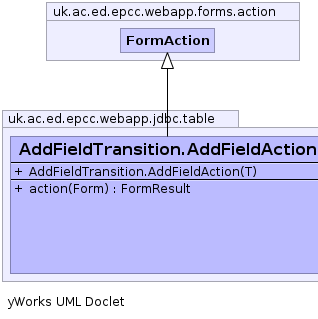 uk.ac.ed.epcc.webapp.forms.action
FormAction
uk.ac.ed.epcc.webapp.jdbc.table
AddFieldTransition.AddFieldAction
+ AddFieldTransition.AddFieldAction(T)
+ action(Form) : FormResult
yWorks UML Doclet